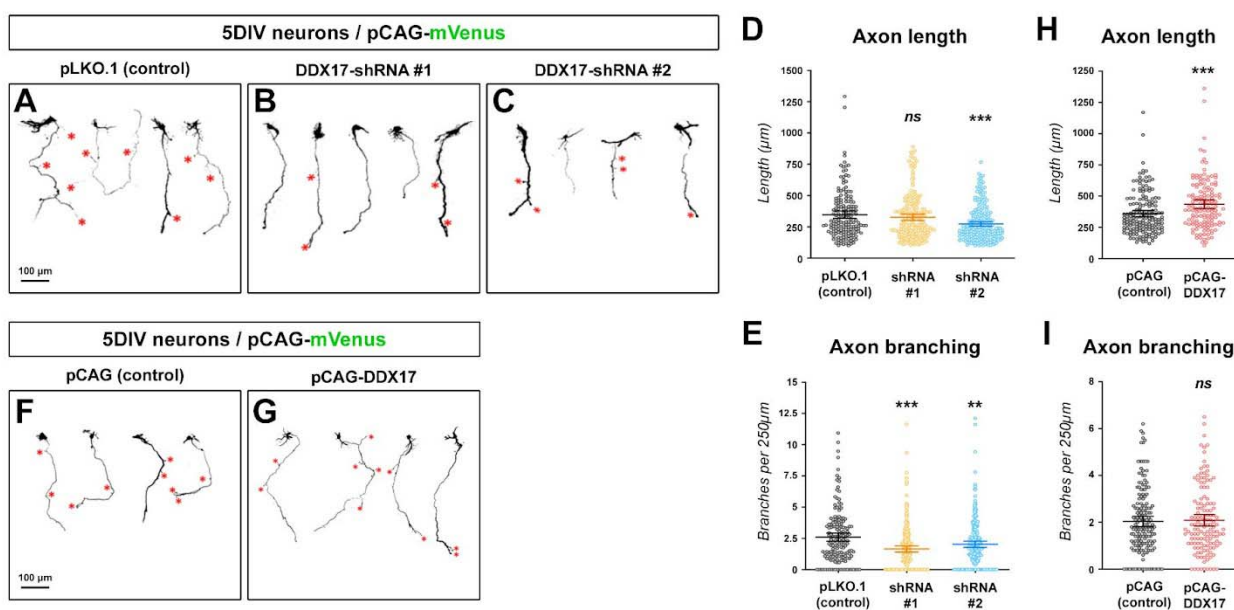 5DIV neurons / pCAG-mVenus
pLKO.1 (control)
DDX17-shRNA #1
DDX17-shRNA #2
A
*
*
*
*
*
*
*
*
100 µm
B
*
*
*
*
C
*
*
*
*
*
5DIV neurons / pCAG-mVenus
pCAG (control)
pCAG-DDX17
F
*
*
*
*
*
*
*
*
100 µm
G
*
*
*
*
*
*
*
*
*
D
Axon length
Length (µm)
1500
1250
1000
750
500
250
0
ns
***
pLKO.1
(control)
shRNA
#1
shRNA
#2
H
Axon length
Length (µm)
1250
1000
750
500
250
0
***
pCAG
(control)
pCAG-
DDX17
E
Axon branching
Branches per 250µm
15
12.5
10
7.5
5
2.5
0
***
**
pLKO.1
(control)
shRNA
#1
shRNA
#2
I
Axon branching
Branches per 250µm
8
6
4
2
0
ns
pCAG
(control)
pCAG-
DDX17